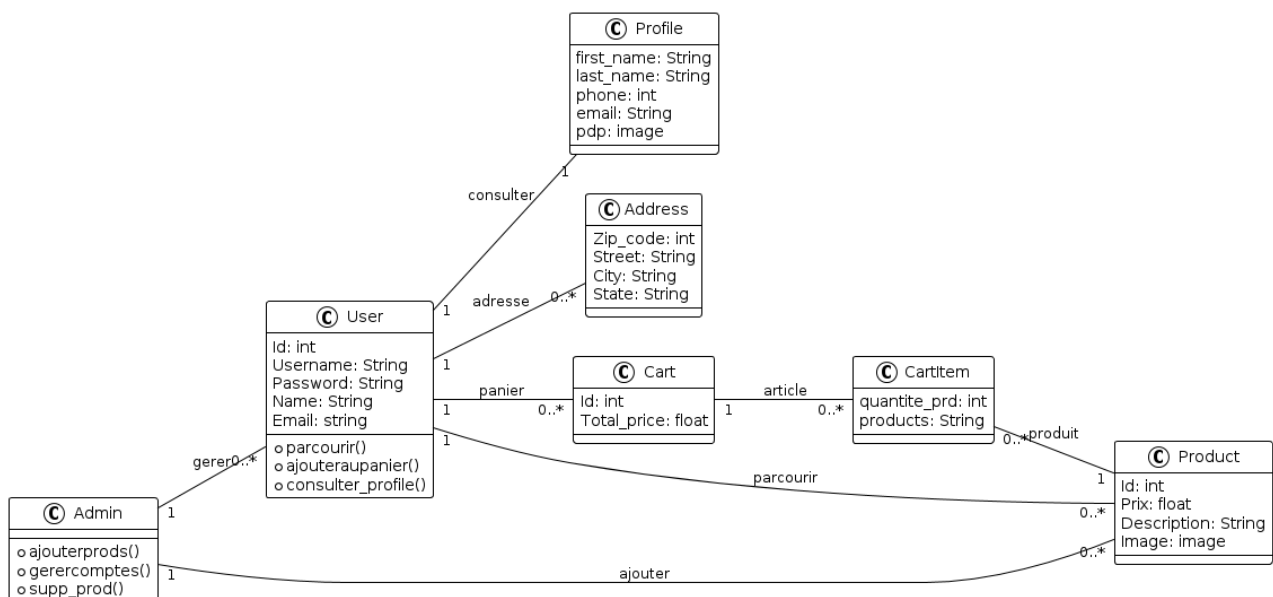 C Profile
first_name: String
last_name: String
phone: int
email: String
pdp: image
1
consulter
C Address
Zip_code: int
Street: String
City: String
State: String
adresse
0..*
1
1
C User
Id: int
Username: String
Password: String
Name: String
Email: string
parcourir()
ajouteraupanier()
consulter_profile()
panier
1
0..*
C Cart
Id: int
Total_price: float
article
1
0..*
C CartItem
quantite_prd: int
products: String
0..*
produit
1
1
parcourir
0..*
C Product
Id: int
Prix: float
Description: String
Image: image
gerer
0..*
1
C Admin
ajouterprods()
gerercomptes()
supp_prod()
1
ajouter
0..*